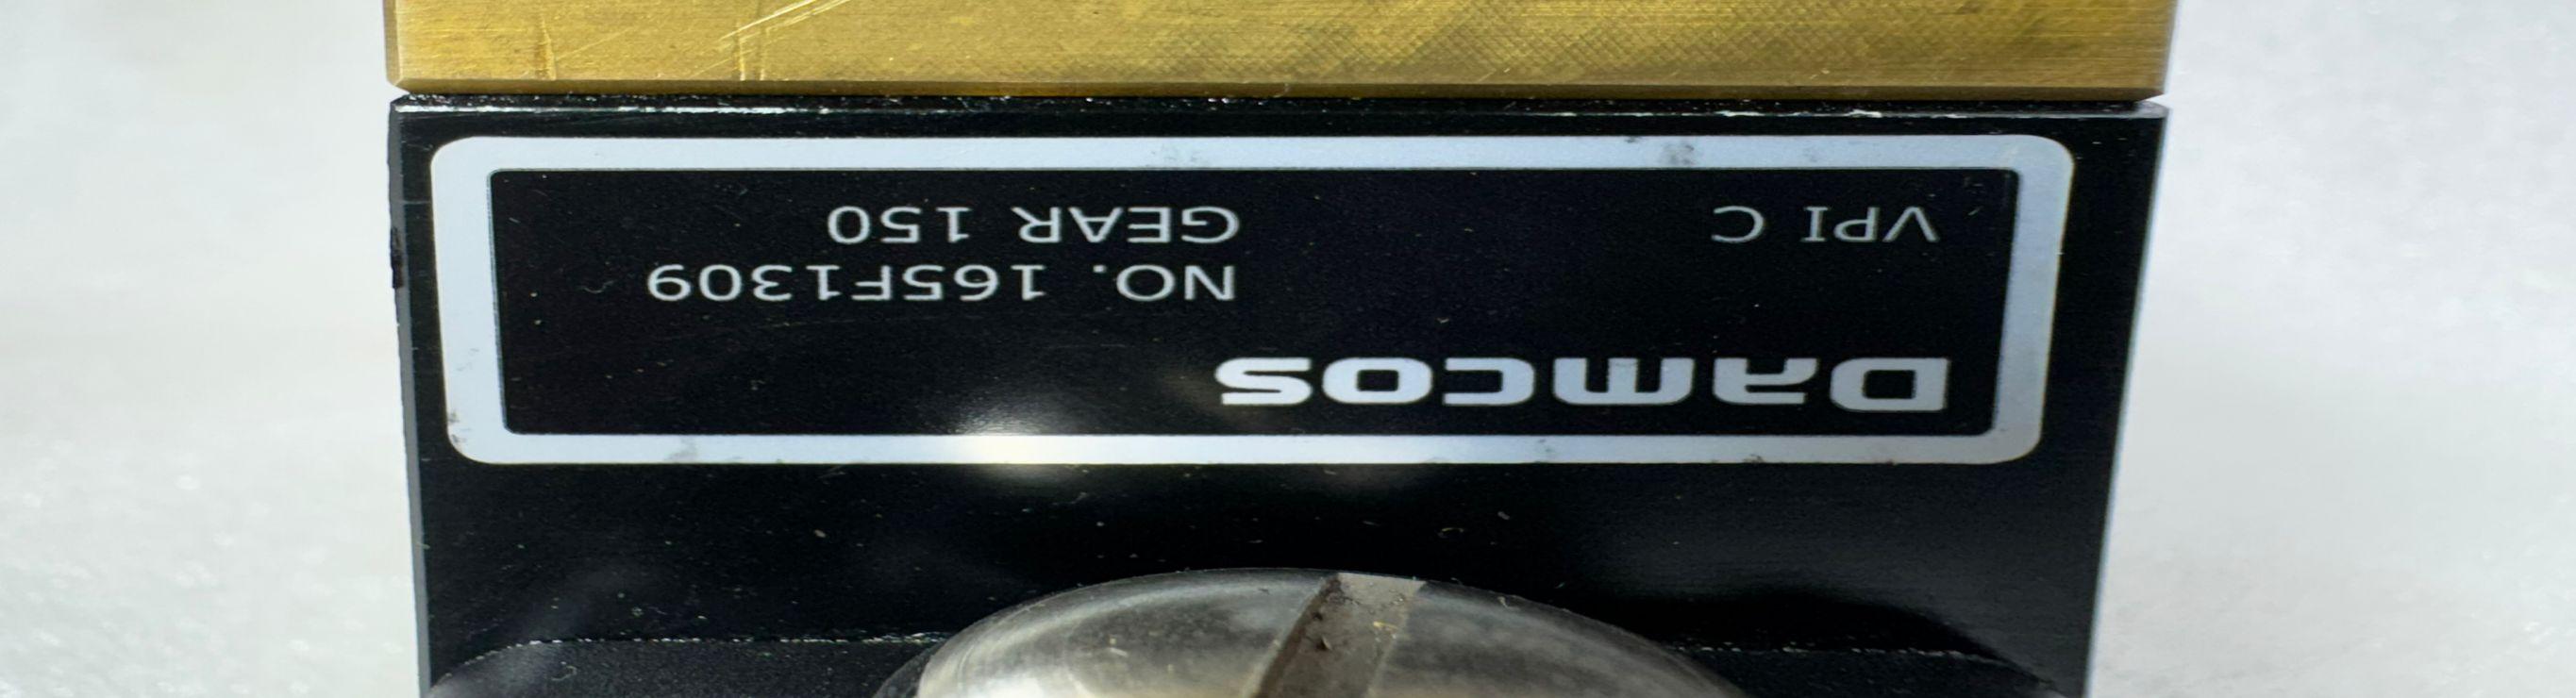 Damcos
NO. 165F1309
VPI C GEAR 150